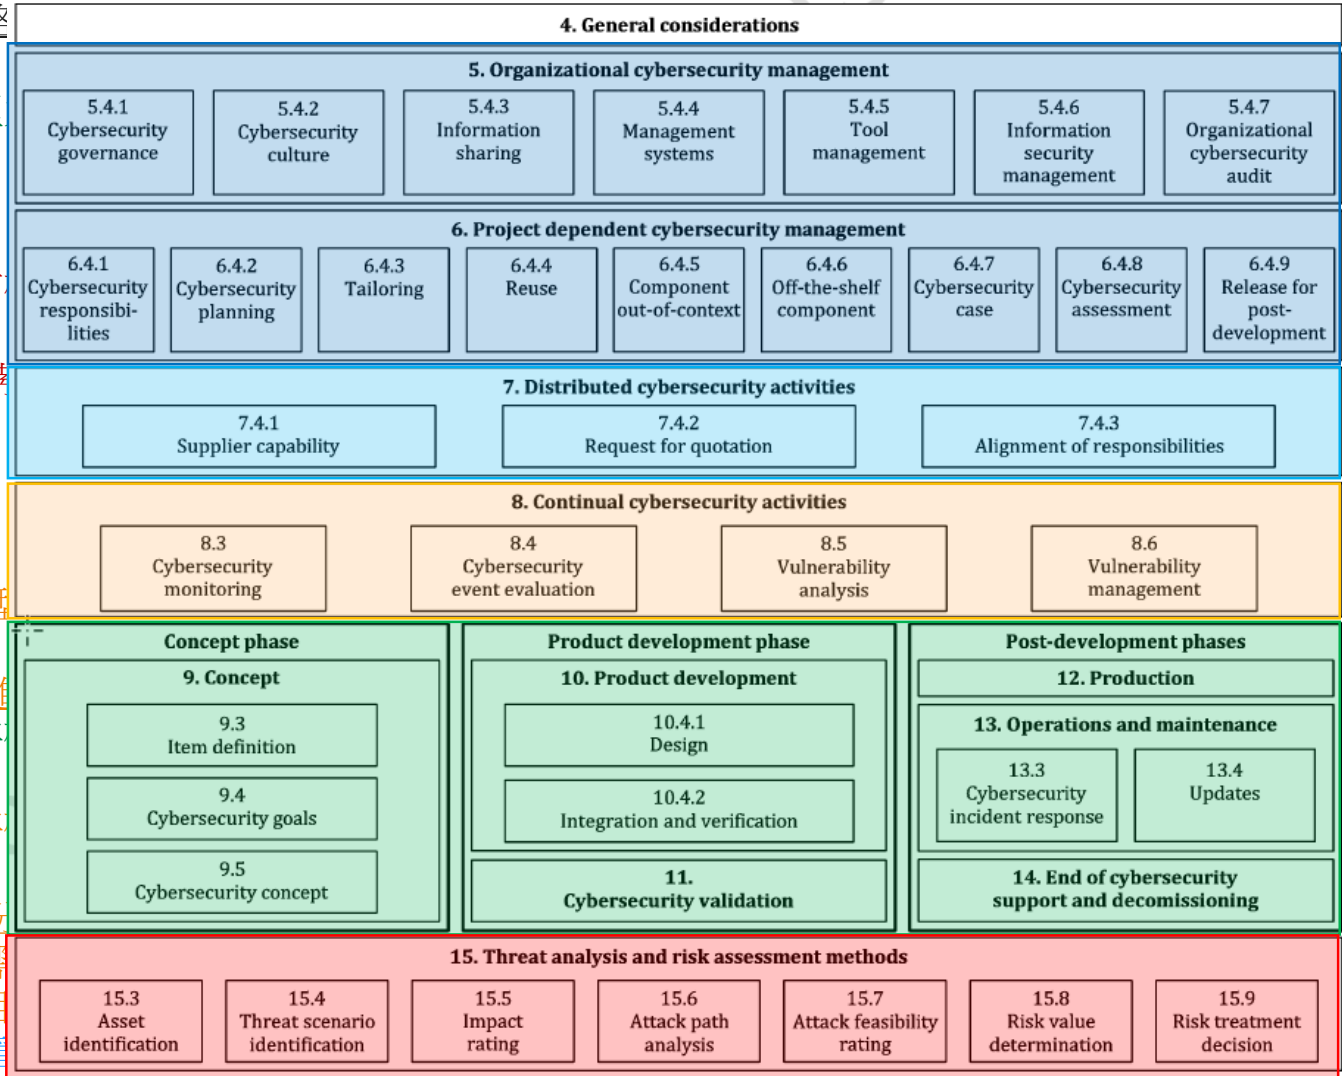 4. General considerations
5. Organizational cybersecurity management
5.4.1
Cybersecurity
governance
5.4.2
Cybersecurity
culture
5.4.3
Information
sharing
5.4.4
Management
systems
5.4.5
Tool
management
5.4.6
Information
security
management
5.4.7
Organizational
cybersecurity
audit
6. Project dependent cybersecurity management
6.4.1
Cybersecurity
responsibi-
lities
6.4.2
Cybersecurity
planning
6.4.3
Tailoring
6.4.4
Reuse
6.4.5
Component
out-of-context
6.4.6
Off-the-shelf
component
6.4.7
Cybersecurity
case
6.4.8
Cybersecurity
assessment
6.4.9
Release for
post-
development
7. Distributed cybersecurity activities
7.4.1
Supplier capability
7.4.2
Request for quotation
7.4.3
Alignment of responsibilities
8. Continual cybersecurity activities
8.3
Cybersecurity
monitoring
8.4
Cybersecurity
event evaluation
8.5
Vulnerability
analysis
8.6
Vulnerability
management
Concept phase
9. Concept
9.3
Item definition
9.4
Cybersecurity goals
9.5
Cybersecurity concept
Product development phase
10. Product development
10.4.1
Design
10.4.2
Integration and verification
11.
Cybersecurity validation
Post-development phases
12. Production
13. Operations and maintenance
13.3
Cybersecurity
incident response
13.4
Updates
14. End of cybersecurity
support and decomissioning
15. Threat analysis and risk assessment methods
15.3
Asset
identification
15.4
Threat scenario
identification
15.5
Impact
rating
15.6
Attack path
analysis
15.7
Attack feasibility
rating
15.8
Risk value
determination
15.9
Risk treatment
decision